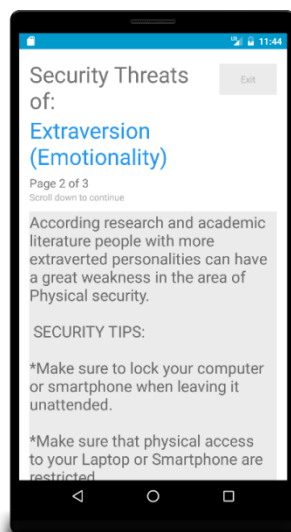 11:44
Security Threats
of:
Exit
Extraversion
(Emotionality)
Page 2 of 3
Scroll down to continue
According research and academic
literature people with more
extraverted personalities can have
a great weakness in the area of
Physical security.
SECURITY TIPS:
*Make sure to lock your computer
or smartphone when leaving it
unattended.
*Make sure that physical access
to your Laptop or Smartphone are
restricted